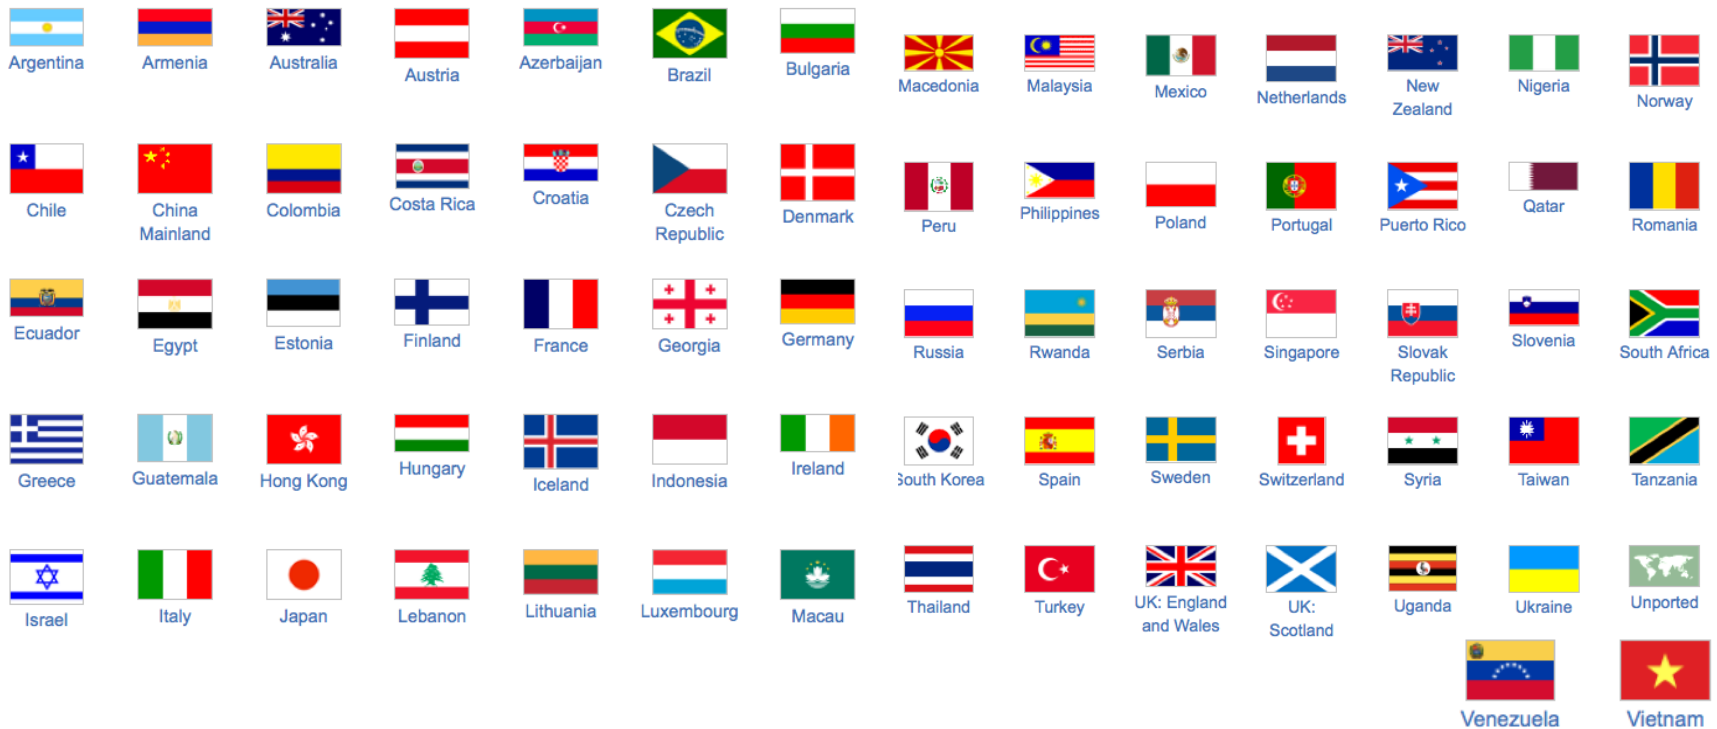 Argentina
Armenia
Australia
Austria
Azerbaijan
Brazil
Bulgaria
Macedonia
Malaysia
Mexico
Netherlands
New
Zealand
Nigeria
Norway
Chile
China
Mainland
Colombia
Costa Rica
Croatia
Czech
Republic
Denmark
Peru
Philippines
Poland
Portugal
Puerto Rico
Qatar
Romania
Ecuador
Egypt
Estonia
Finland
France
Georgia
Germany
Russia
Rwanda
Serbia
Singapore
Slovak
Republic
Slovenia
South Africa
Greece
Guatemala
Hong Kong
Hungary
Iceland
Indonesia
Ireland
South Korea
Spain
Sweden
Switzerland
Syria
Taiwan
Tanzania
Israel
Italy
Japan
Lebanon
Lithuania
Luxembourg
Macau
Thailand
Turkey
UK: England
and Wales
UK:
Scotland
Uganda
Ukraine
Unported
Venezuela
Vietnam